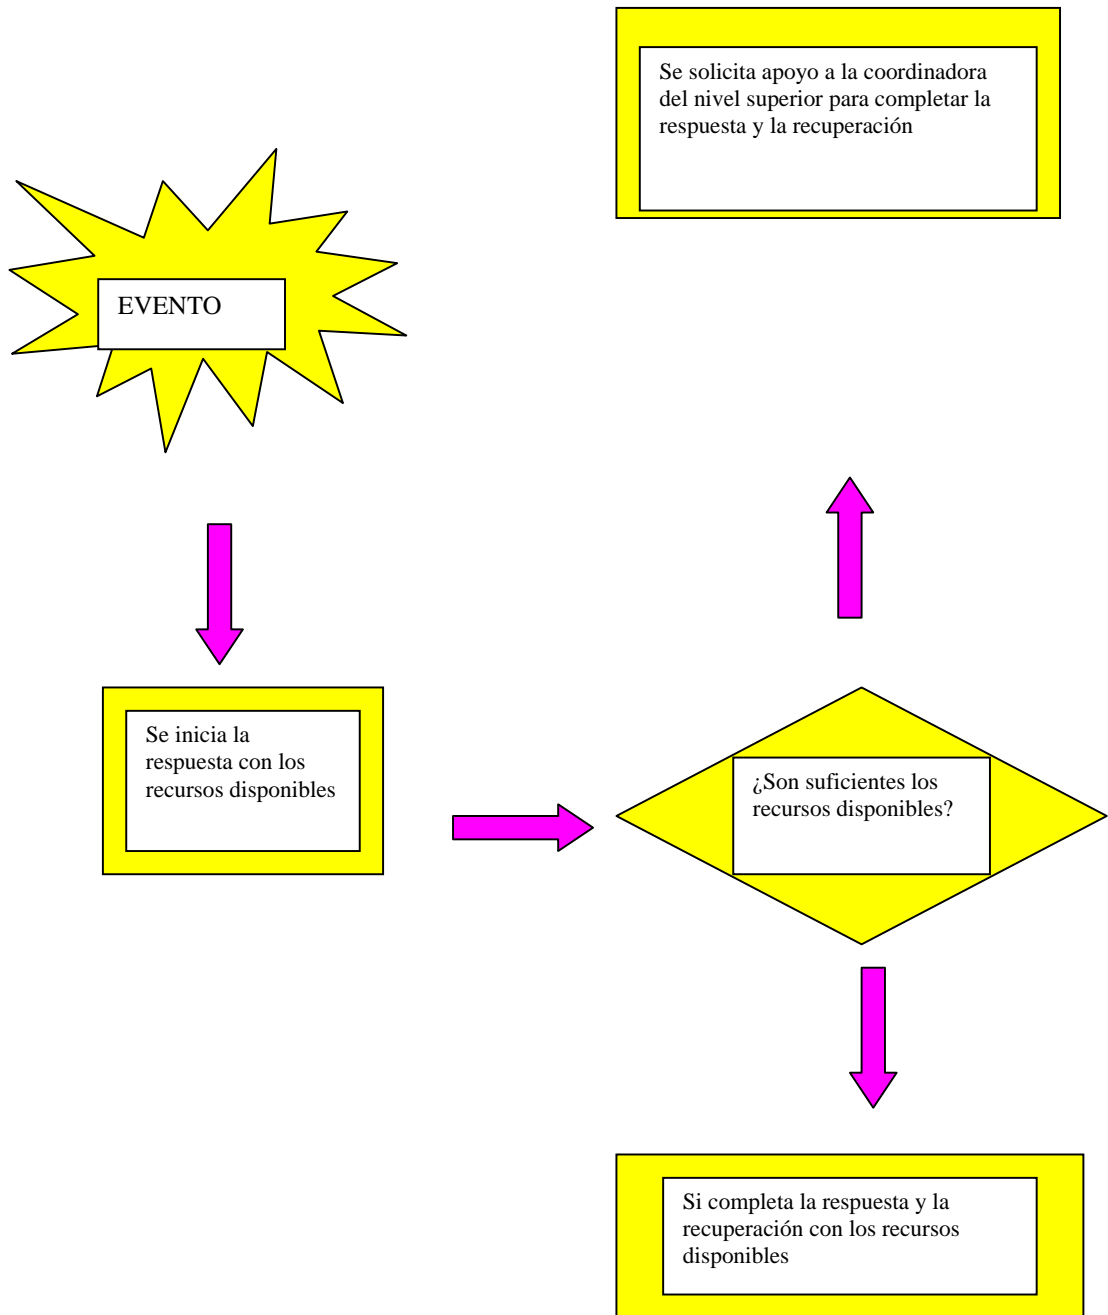 Se solicita apoyo a la coordinadora
del nivel superior para completar la
respuesta y la recuperación
EVENTO
Se inicia la
respuesta con los
recursos disponibles
¿Son suficientes los
recursos disponibles?
Si completa la respuesta y la
recuperación con los recursos
disponibles